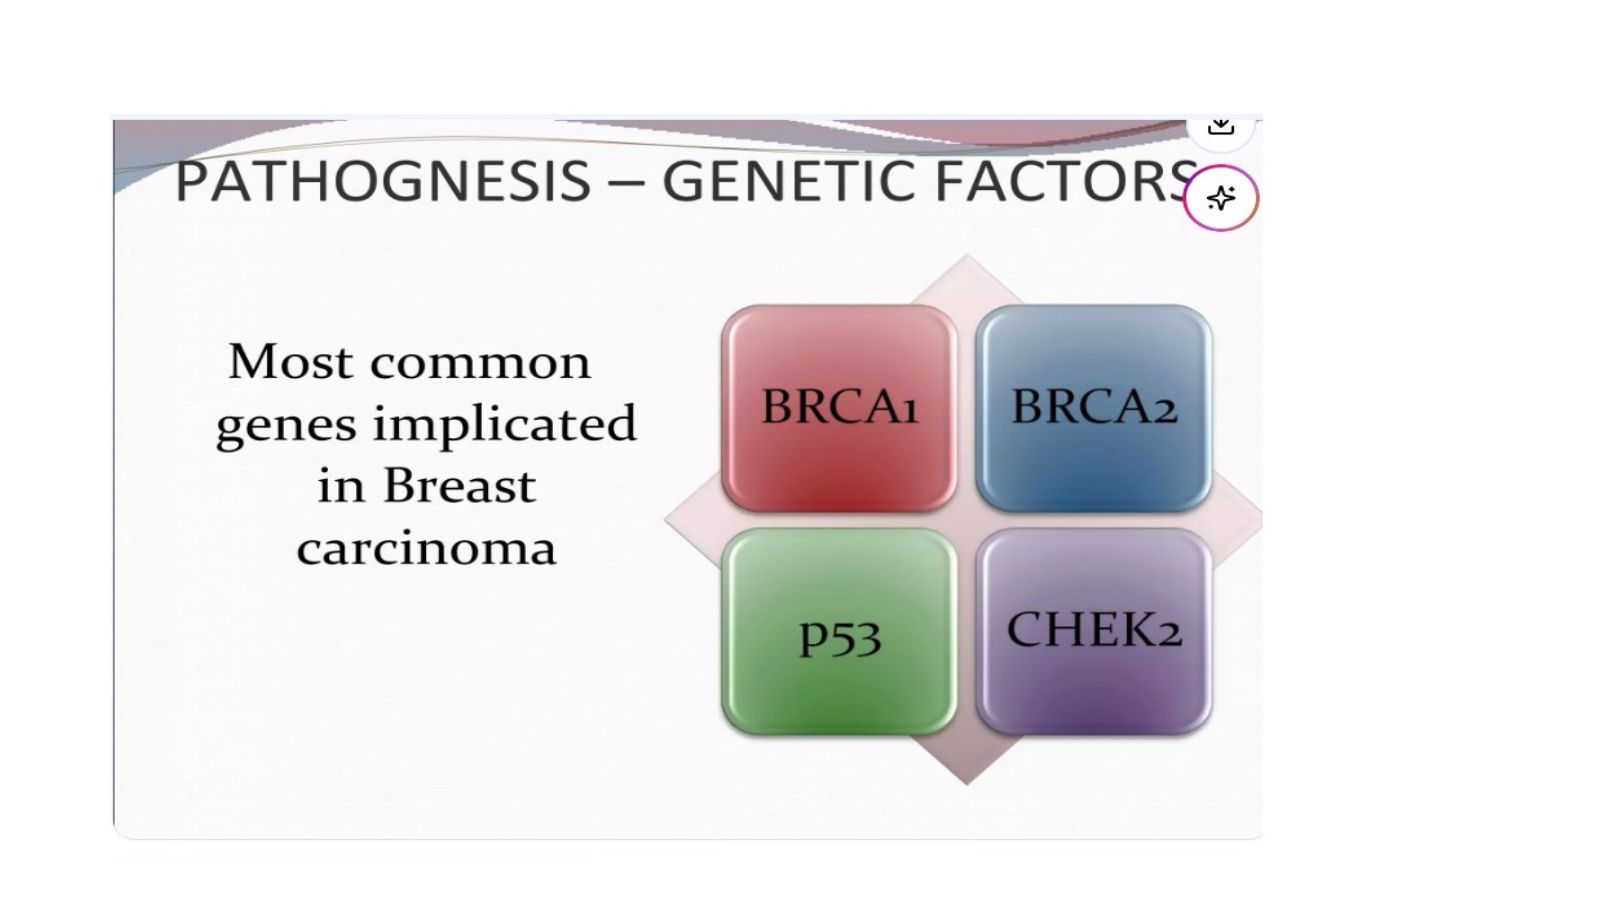 PATHOGNESIS – GENETIC FACTORS
Most common
genes implicated
in Breast
carcinoma
BRCA1
BRCA2
p53
CHEK2